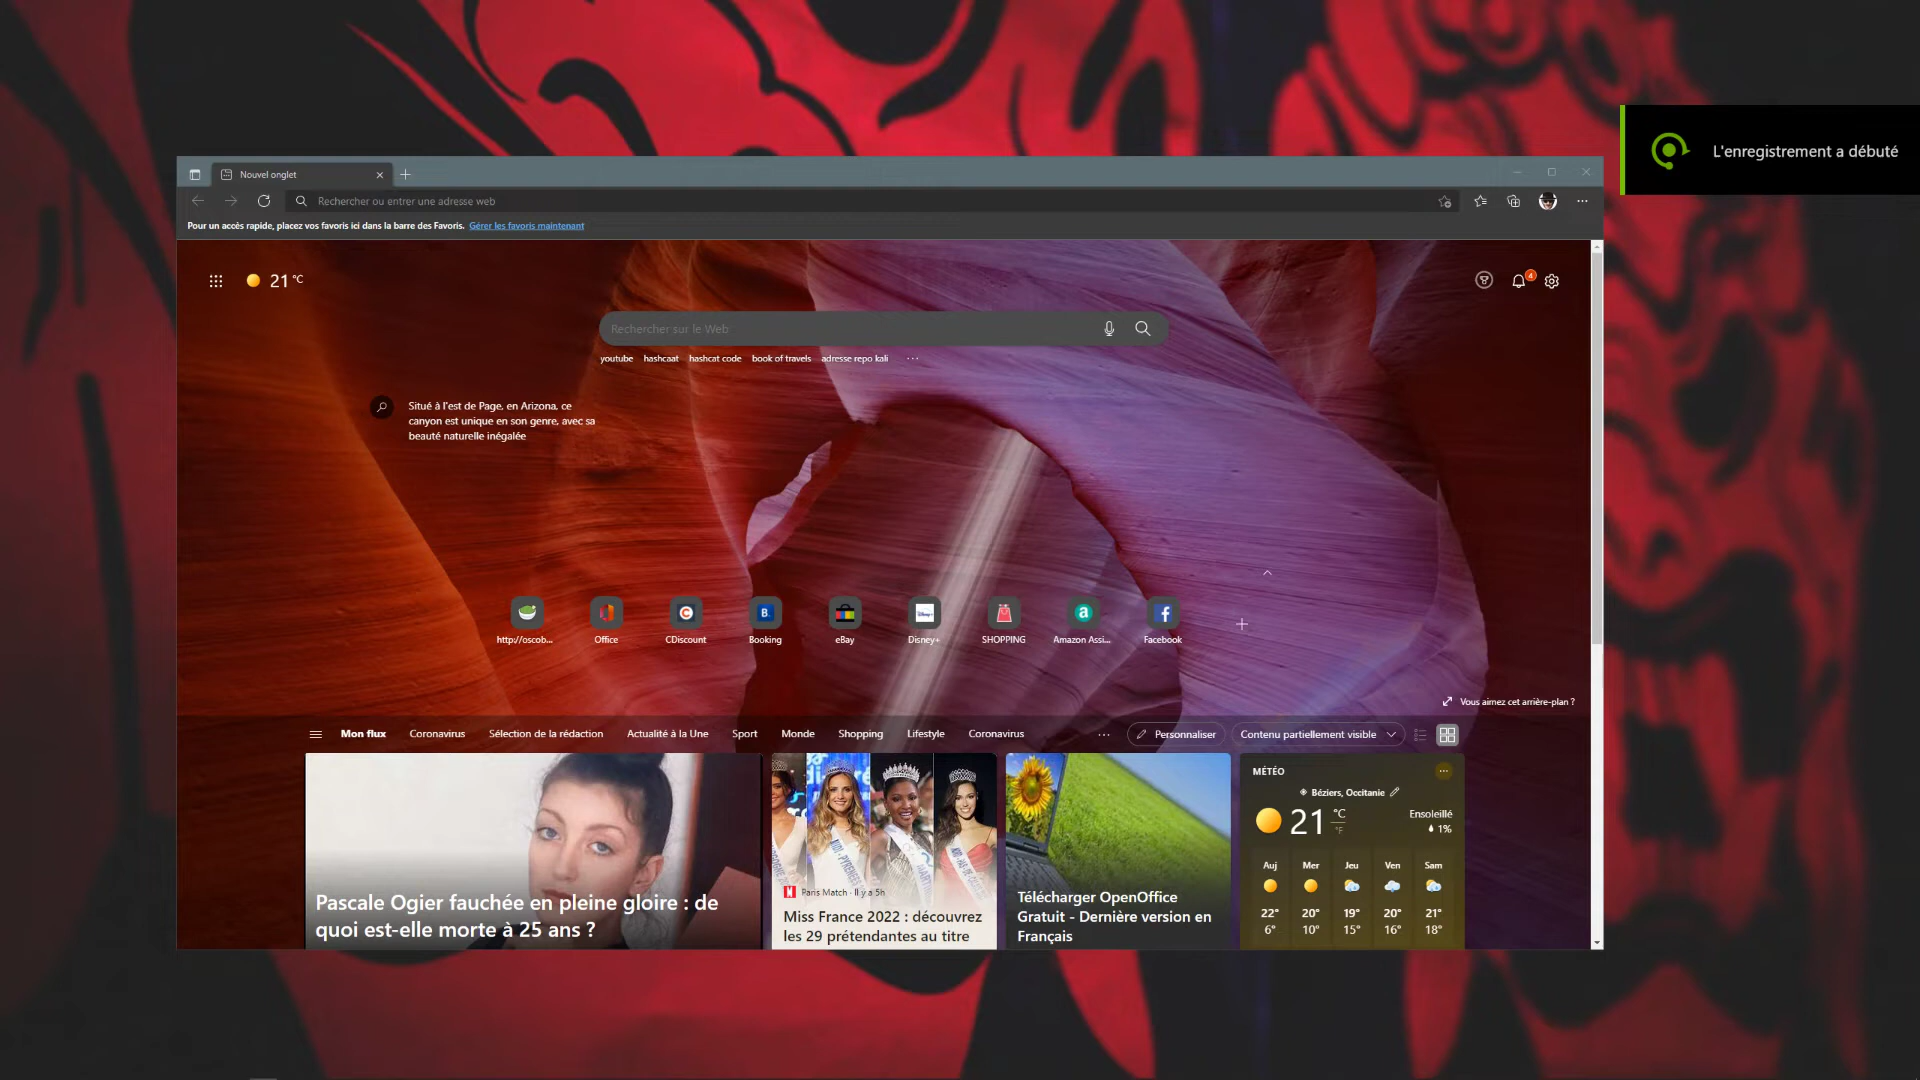 L'enregistrement a débuté
Nouvel onglet
Rechercher ou entrer une adresse web
Pour un accès rapide, placez vos favoris ici dans la barre des Favoris. Gérer les favoris maintenant
21 °C
4
Rechercher sur le Web
youtube hashcaat hashcat code book of travels adresse repo kali ...
Situé à l'est de Page, en Arizona, ce
canyon est unique en son genre, avec sa
beauté naturelle inégalée
http://oscob... Office CDiscount Booking eBay Disney+ SHOPPING Amazon Assi... Facebook
Vous aimez cet arrière-plan ?
Mon flux Coronavirus Sélection de la rédaction Actualité à la Une Sport Monde Shopping Lifestyle Coronavirus ... Personnaliser Contenu partiellement visible
Pascale Ogier fauchée en pleine gloire : de
quoi est-elle morte à 25 ans ?
Paris Match · Il y a 5h
Miss France 2022 : découvrez
les 29 prétendantes au titre
Télécharger OpenOffice
Gratuit - Dernière version en
Français
MÉTÉO
Béziers, Occitanie
21 °C
°F
Ensoleillé
1%
Auj Mer Jeu Ven Sam
22° 20° 19° 20° 21°
6° 10° 15° 16° 18°